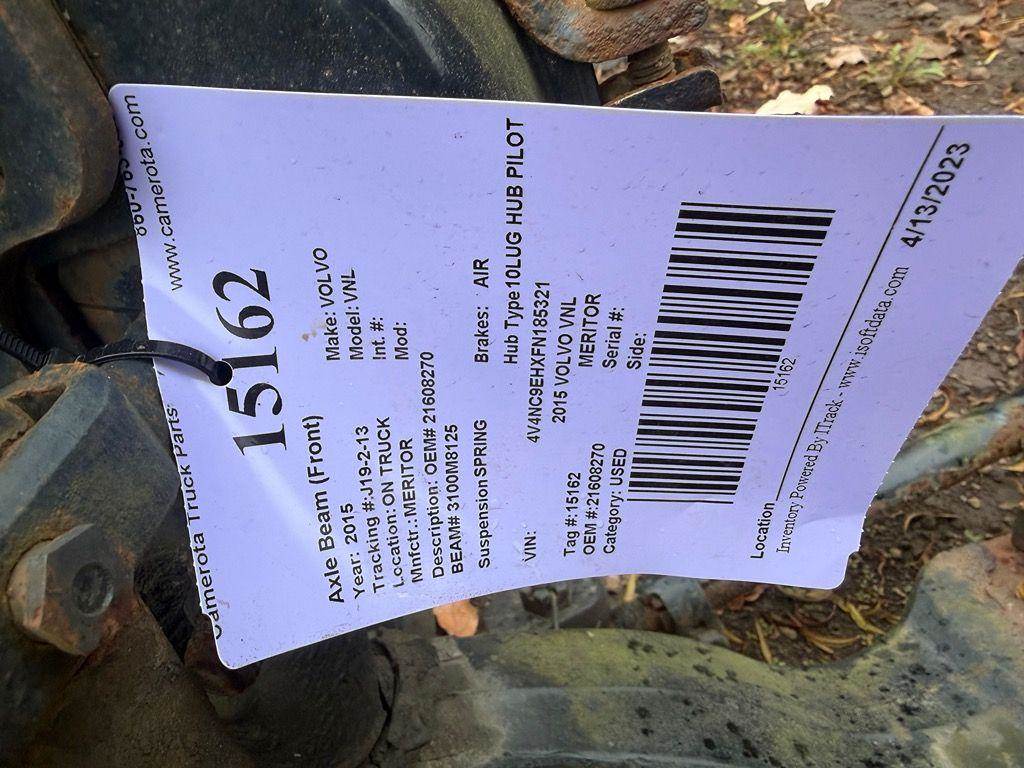 Camerota Truck Parts
www.camerota.com
15162
Axle Beam (Front)
Year: 2015 Make: VOLVO
Tracking #:J19-2-13 Model: VNL
Location: ON TRUCK Int #:
Mnfctr.: MERITOR Mod:
Description: OEM# 21608270
BEAM# 3100M8125
Suspension SPRING Brakes: AIR
Hub Type 10LUG HUB PILOT
VIN: 4V4NC9EHXFN185321
2015 VOLVO VNL
Tag #:15162 MERITOR
OEM #:21608270 Serial#:
Category: USED Side:
15162
Location
Inventory Powered By ITrack - www.isoftdata.com 4/13/2023